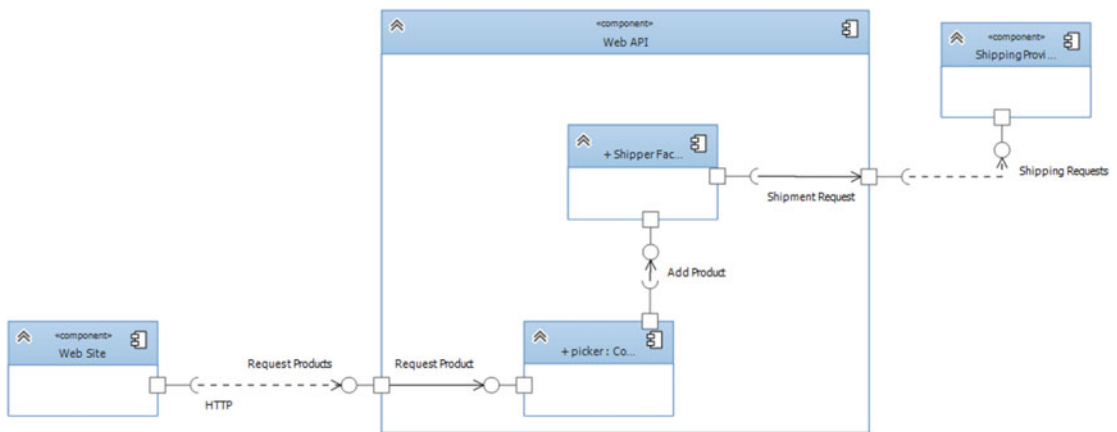 «component»
Web API
«component»
Shipping Provi...
+ Shipper Fac...
Shipment Request
Shipping Requests
Add Product
«component»
Web Site
+ picker : Co...
Request Products
Request Product
HTTP